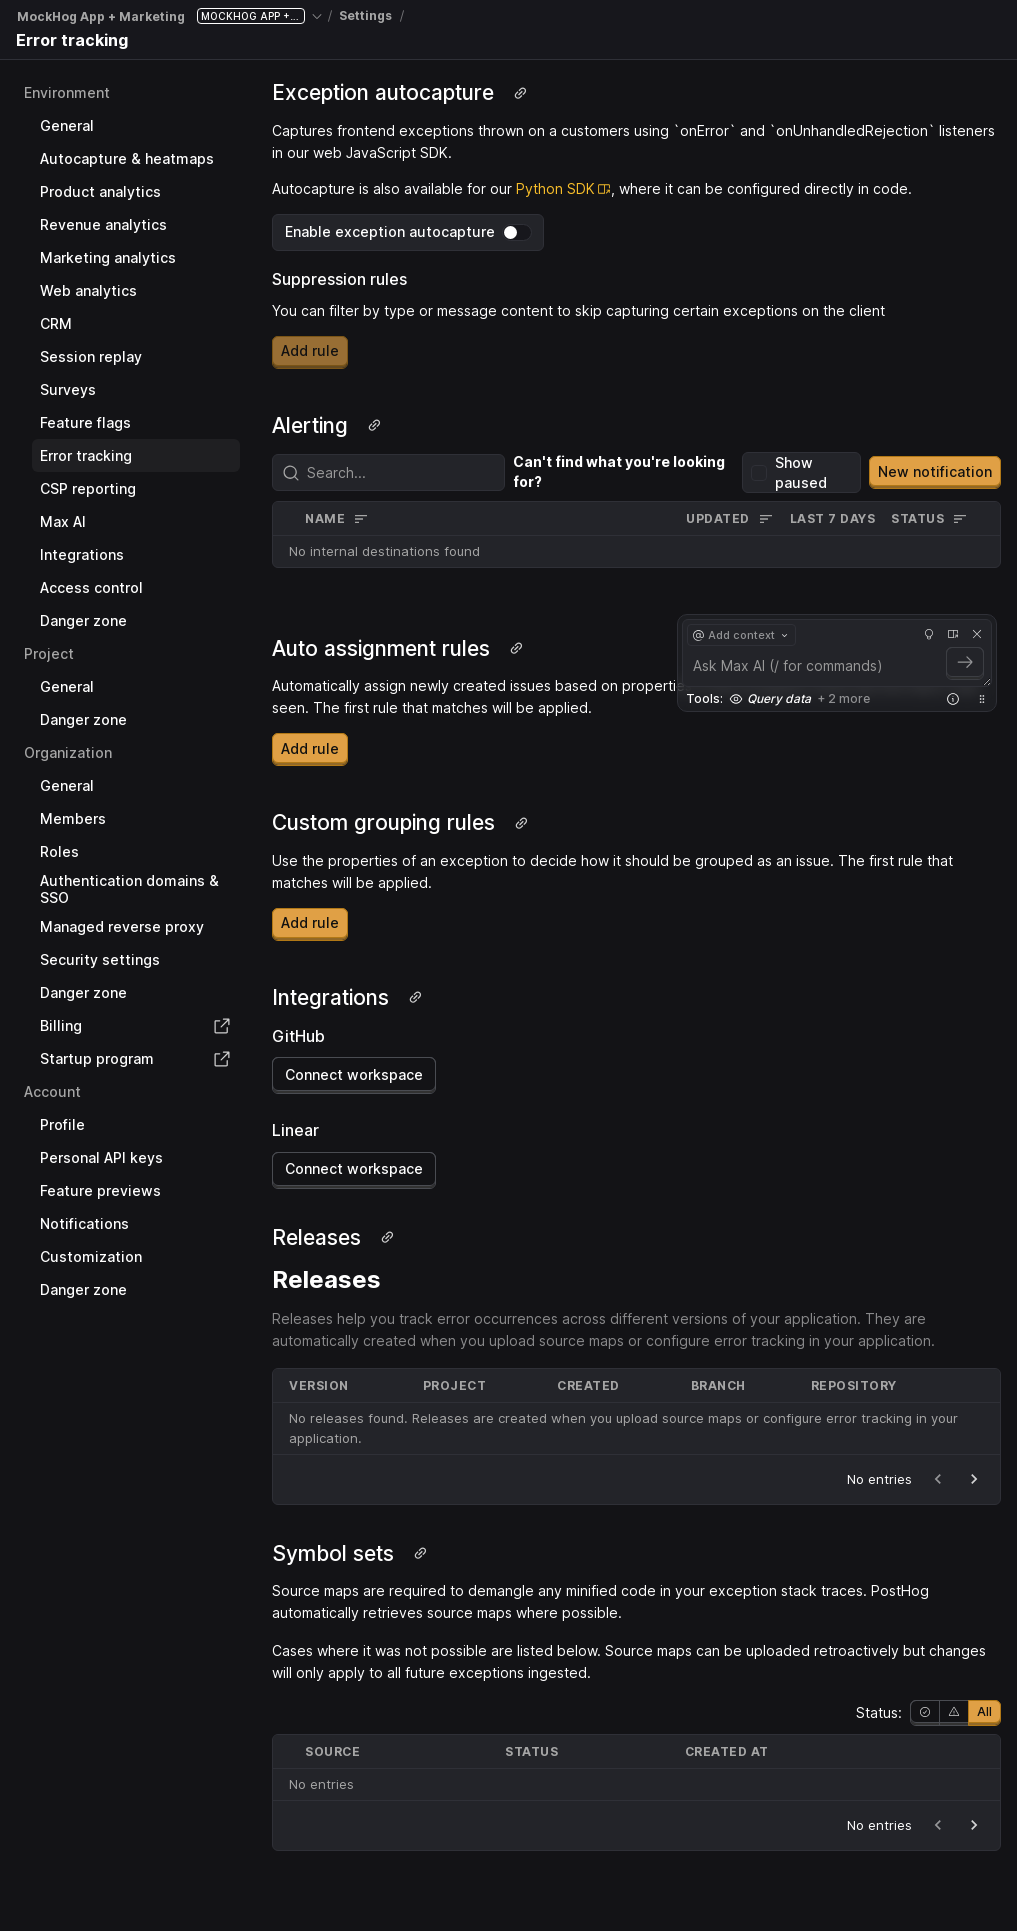 MockHog App + Marketing MOCKHOG APP +... / Settings /
Error tracking
Environment
General
Autocapture & heatmaps
Product analytics
Revenue analytics
Marketing analytics
Web analytics
CRM
Session replay
Surveys
Feature flags
Error tracking
CSP reporting
Max AI
Integrations
Access control
Danger zone
Project
General
Danger zone
Organization
General
Members
Roles
Authentication domains &
SSO
Managed reverse proxy
Security settings
Danger zone
Billing
Startup program
Account
Profile
Personal API keys
Feature previews
Notifications
Customization
Danger zone
Exception autocapture
Captures frontend exceptions thrown on a customers using `onError` and `onUnhandledRejection` listeners
in our web JavaScript SDK.
Autocapture is also available for our Python SDK, where it can be configured directly in code.
Enable exception autocapture
Suppression rules
You can filter by type or message content to skip capturing certain exceptions on the client
Add rule
Alerting
Search...
Can't find what you're looking
for?
Show
paused
New notification
NAME UPDATED LAST 7 DAYS STATUS
No internal destinations found
Auto assignment rules
Automatically assign newly created issues based on propertie
seen. The first rule that matches will be applied.
Add rule
@ Add context
Ask Max AI (/ for commands)
Tools: Query data + 2 more
Custom grouping rules
Use the properties of an exception to decide how it should be grouped as an issue. The first rule that
matches will be applied.
Add rule
Integrations
GitHub
Connect workspace
Linear
Connect workspace
Releases
Releases
Releases help you track error occurrences across different versions of your application. They are
automatically created when you upload source maps or configure error tracking in your application.
VERSION PROJECT CREATED BRANCH REPOSITORY
No releases found. Releases are created when you upload source maps or configure error tracking in your
application.
No entries
Symbol sets
Source maps are required to demangle any minified code in your exception stack traces. PostHog
automatically retrieves source maps where possible.
Cases where it was not possible are listed below. Source maps can be uploaded retroactively but changes
will only apply to all future exceptions ingested.
Status: All
SOURCE STATUS CREATED AT
No entries
No entries